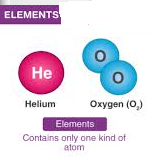 ELEMENTS
He
O
O
Helium
Oxygen (O₂)
Elements
Contains only one kind of
atom